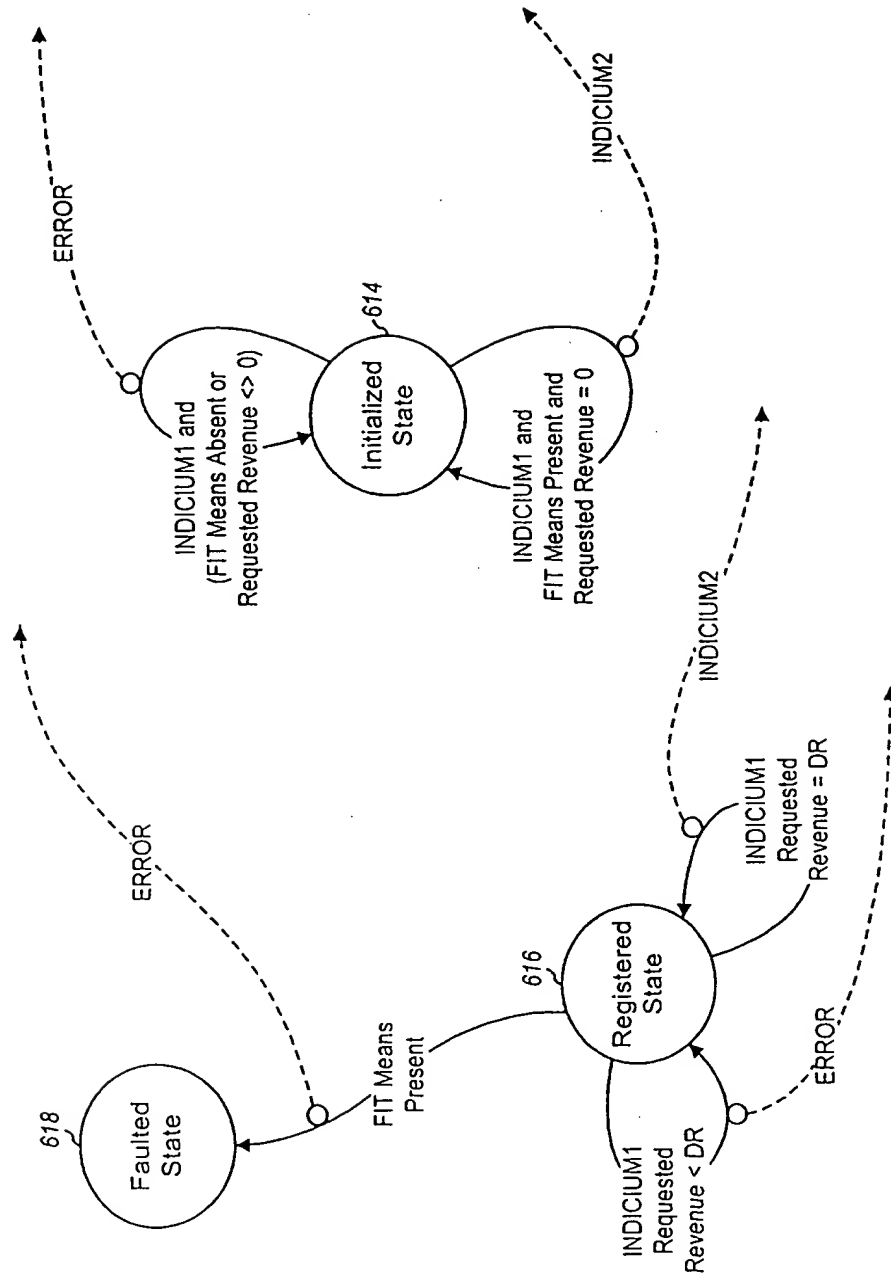 ERROR
INDICIUM1 and
(FIT Means Absent or
Requested Revenue <> 0)
614
Initialized
State
INDICIUM1 and
FIT Means Present and
Requested Revenue = 0
INDICIUM2
ERROR
618
Faulted
State
FIT Means
Present
616
Registered
State
INDICIUM2
INDICIUM1
Requested
Revenue = DR
INDICIUM1
Requested
Revenue < DR
ERROR